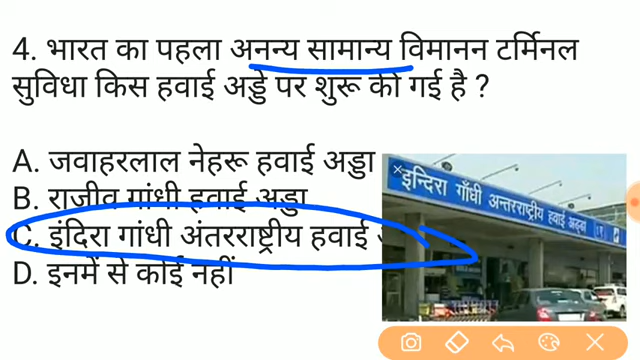 4. भारत का पहला अनन्य सामान्य विमानन टर्मिनल
सुविधा किस हवाई अड्डे पर शुरू की गई है ?
A. जवाहरलाल नेहरू हवाई अड्डा
B. राजीव गांधी हवाई अड्डा
C. इंदिरा गांधी अंतरराष्ट्रीय हवाई
D. इनमें से कोई नहीं
इन्दिरा गाँधी अन्तर्राष्ट्रीय हवाई अड्डा